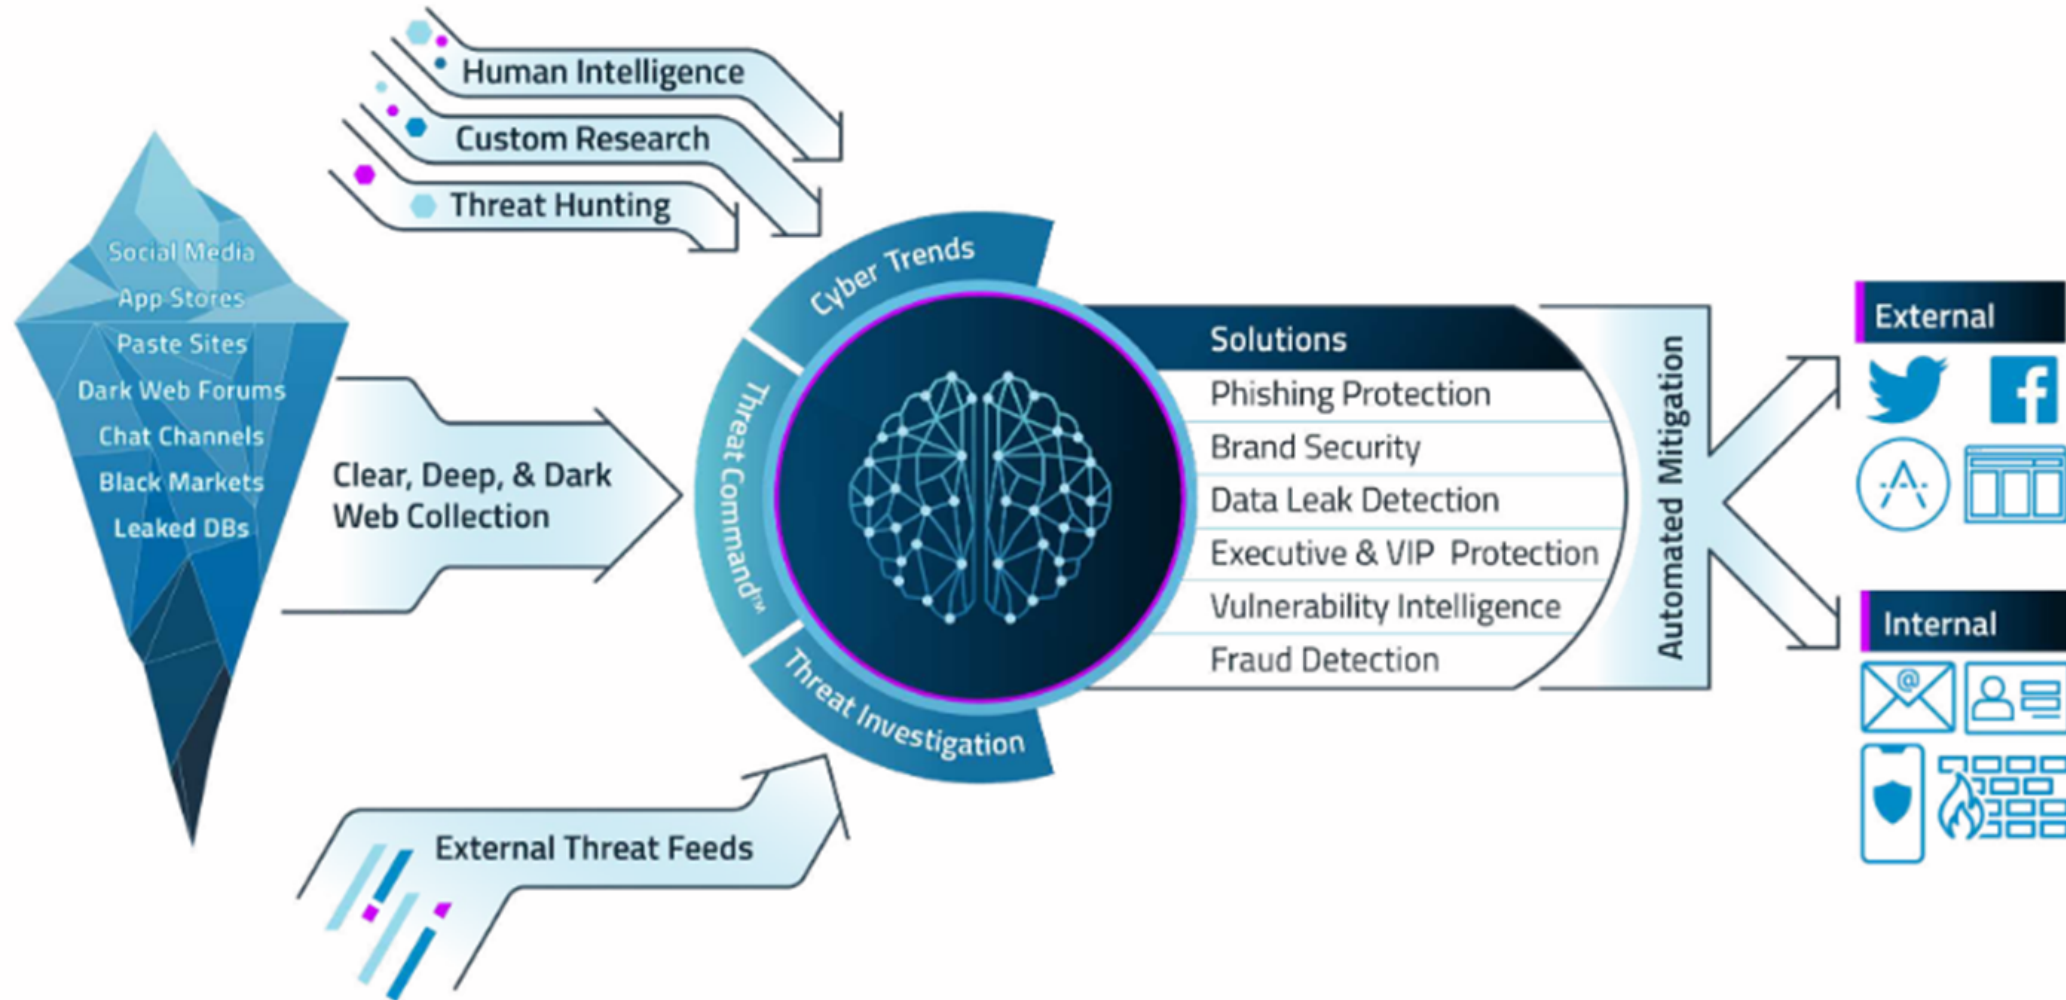 Human Intelligence
Custom Research
Threat Hunting
Social Media
App Stores
Paste Sites
Dark Web Forums
Chat Channels
Black Markets
Leaked DBs
Clear, Deep, & Dark
Web Collection
External Threat Feeds
Cyber Trends
Threat Command™
Threat Investigation
Solutions
Phishing Protection
Brand Security
Data Leak Detection
Executive & VIP Protection
Vulnerability Intelligence
Fraud Detection
Automated Mitigation
External
f
Internal
@